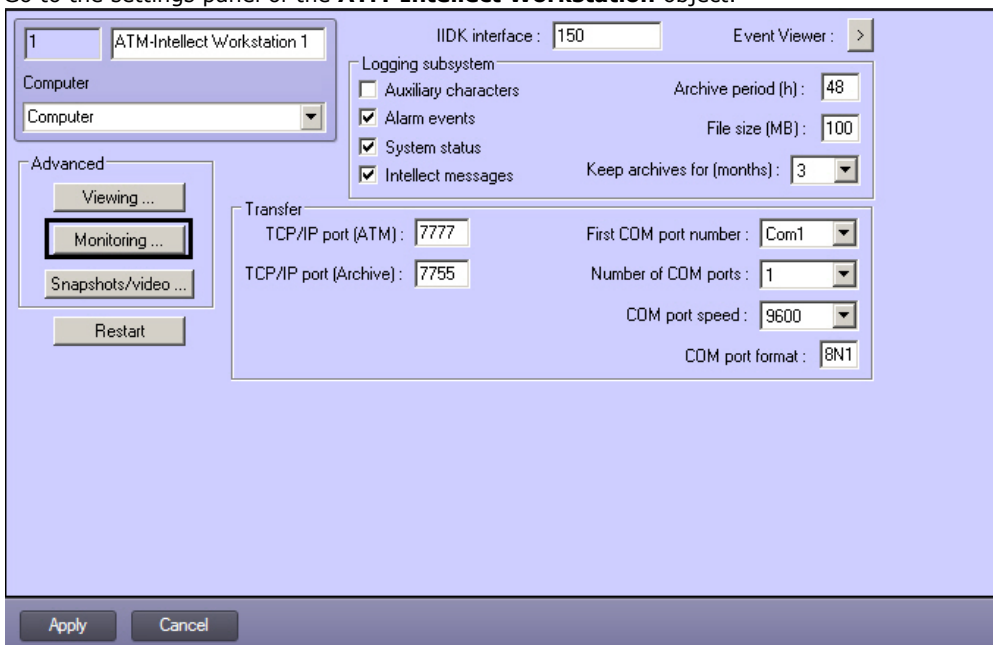 Go to the settings panel of the ATM-Intellect Workstation object.
1
ATM-Intellect Workstation 1
Computer
Computer
IIDK interface : 150
Event Viewer : >
Logging subsystem
Auxiliary characters
Archive period (h) : 48
Alarm events
File size (MB) : 100
System status
Intellect messages
Keep archives for (months) : 3
Advanced
Viewing ...
Monitoring ...
Snapshots/video ...
Restart
Transfer
TCP/IP port (ATM) : 7777
First COM port number : Com1
TCP/IP port (Archive) : 7755
Number of COM ports : 1
COM port speed : 9600
COM port format : 8N1
Apply
Cancel